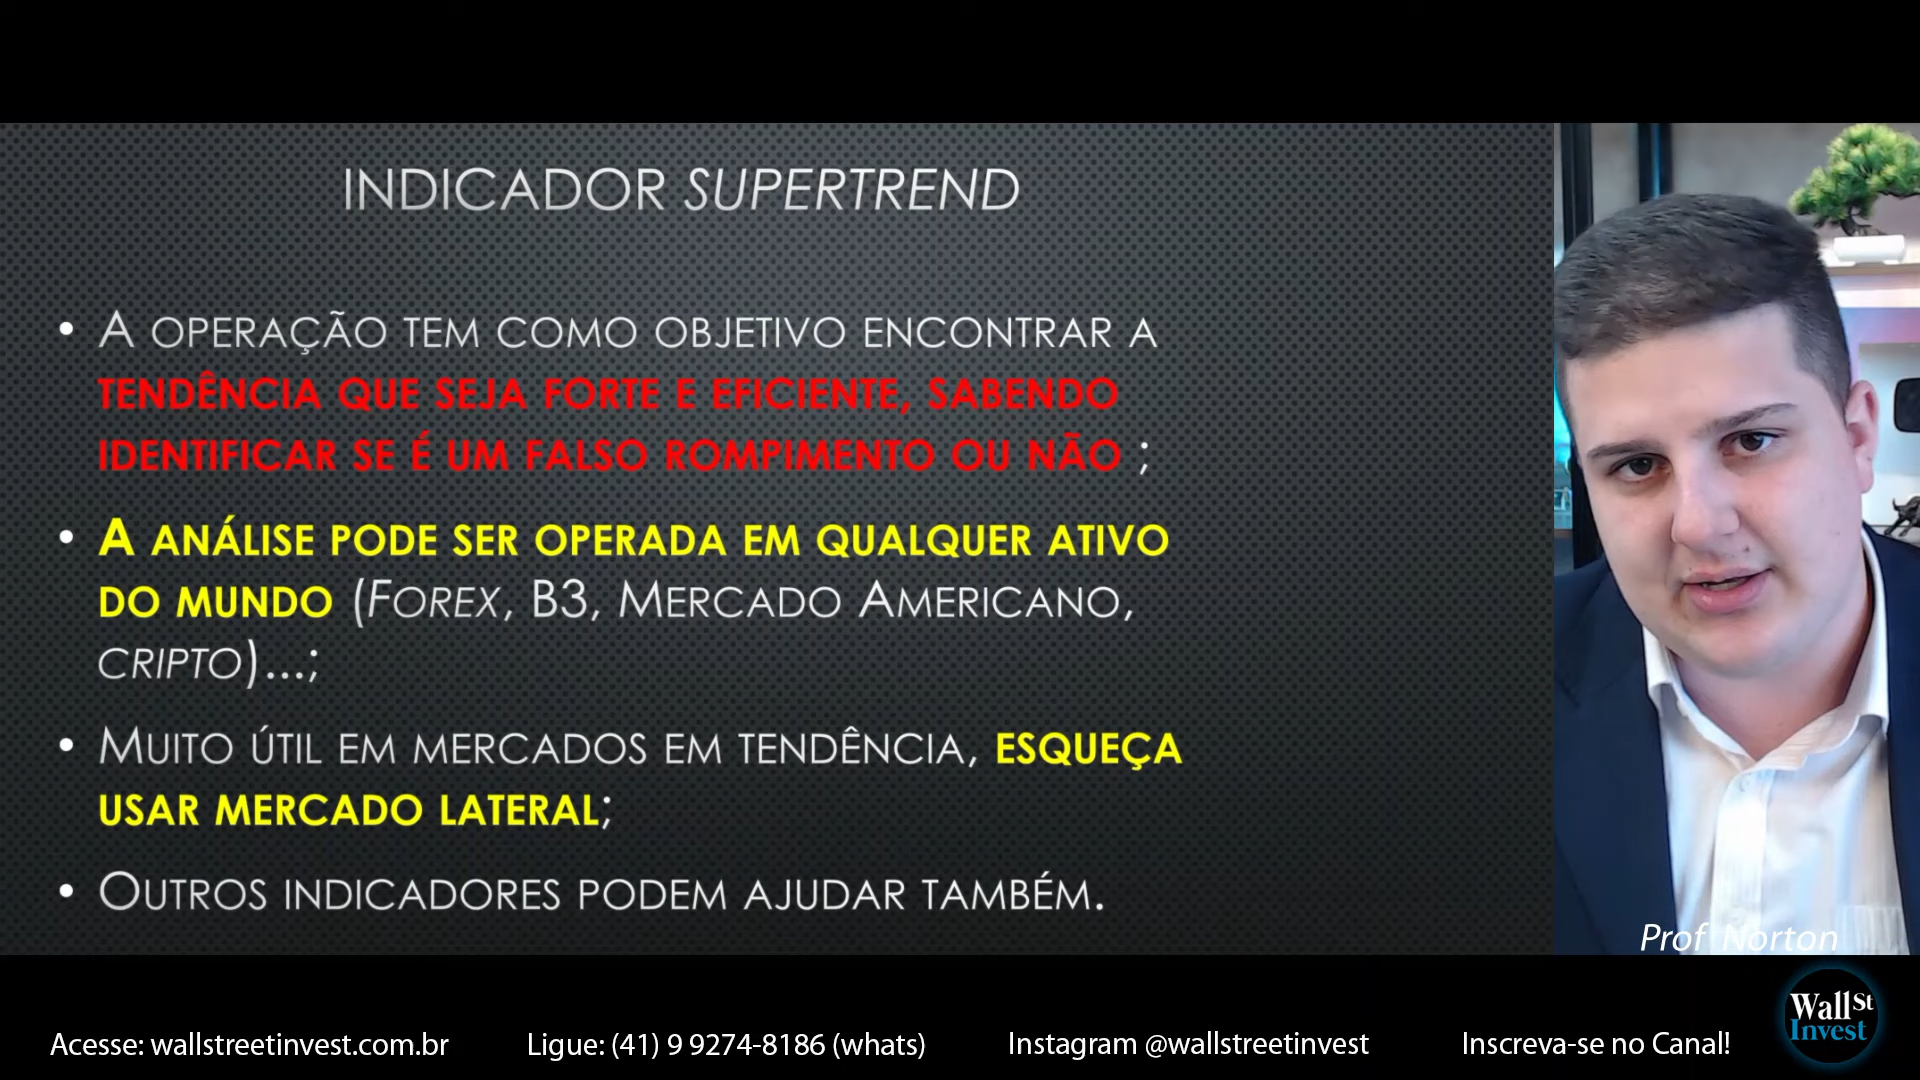 INDICADOR SUPERTREND
• A OPERAÇÃO TEM COMO OBJETIVO ENCONTRAR A
TENDÊNCIA QUE SEJA FORTE E EFICIENTE, SABENDO
IDENTIFICAR SE É UM FALSO ROMPIMENTO OU NÃO ;
• A ANÁLISE PODE SER OPERADA EM QUALQUER ATIVO
DO MUNDO (FOREX, B3, MERCADO AMERICANO,
CRIPTO)...;
• MUITO ÚTIL EM MERCADOS EM TENDÊNCIA, ESQUEÇA
USAR MERCADO LATERAL;
• OUTROS INDICADORES PODEM AJUDAR TAMBÉM.
Prof Norton
WallSt
Invest
Acesse: wallstreetinvest.com.br
Ligue: (41) 9 9274-8186 (whats)
Instagram @wallstreetinvest
Inscreva-se no Canal!